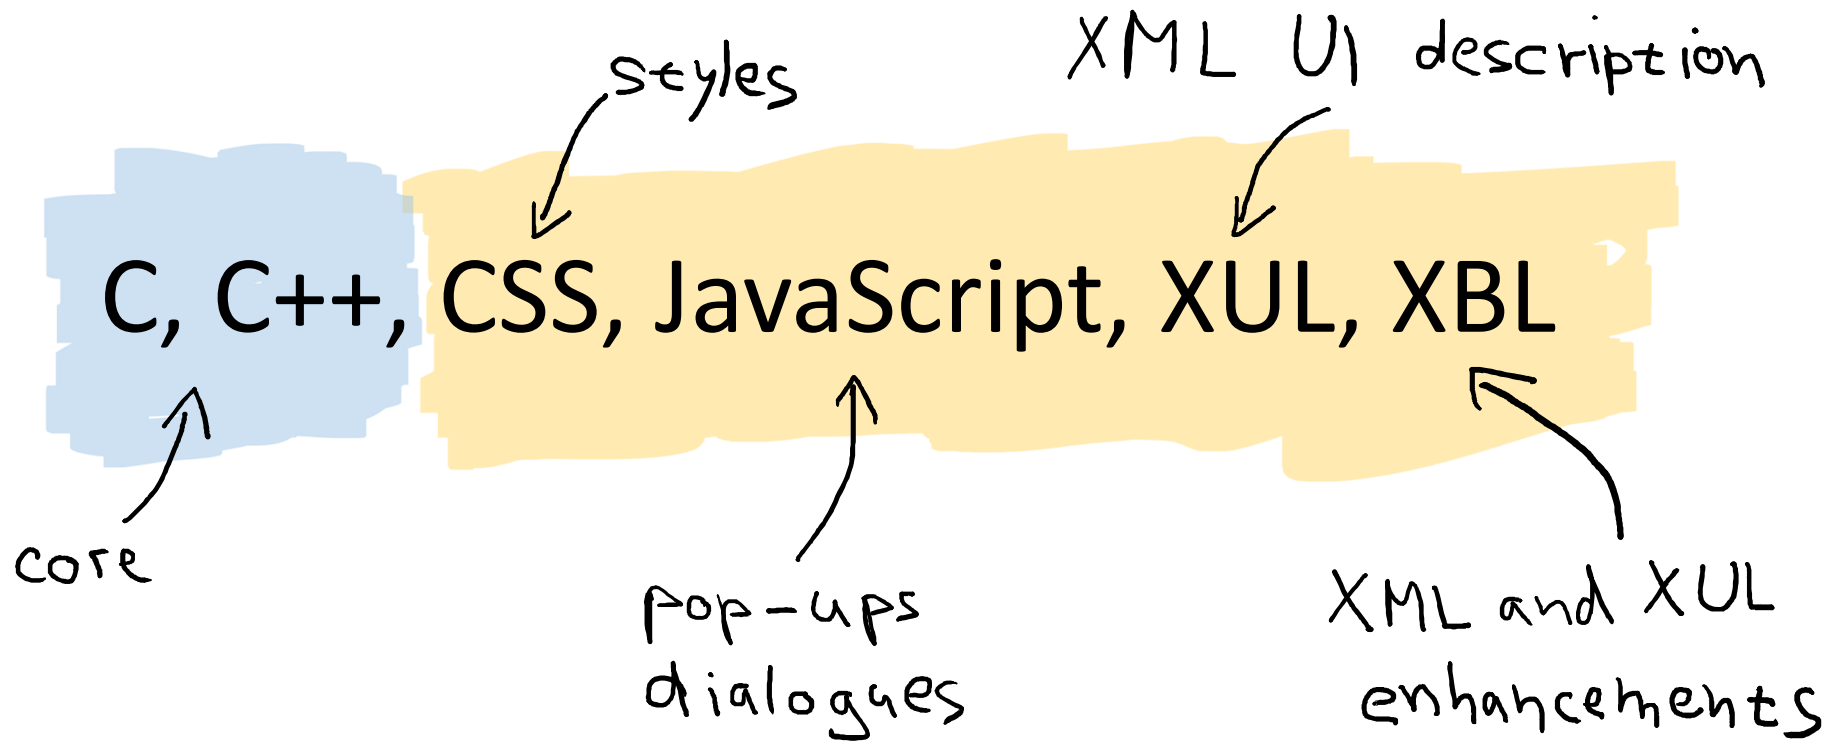 styles
XML UI description
C, C++, CSS, JavaScript, XUL, XBL
core
pop-ups
dialogues
XML and XUL
enhancements